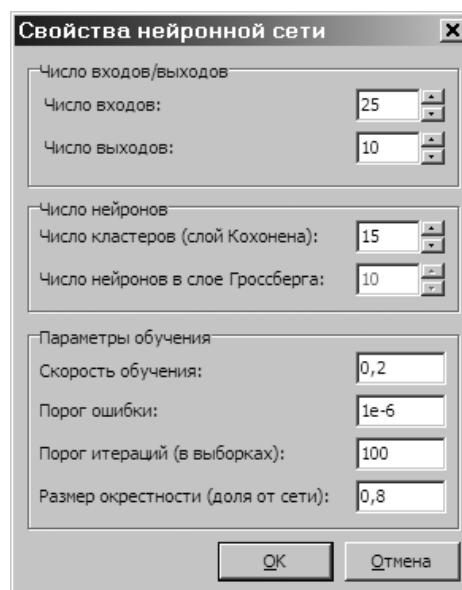 Свойства нейронной сети
Число входов/выходов
Число входов: 25
Число выходов: 10
Число нейронов
Число кластеров (слой Кохонена): 15
Число нейронов в слое Гроссберга: 10
Параметры обучения
Скорость обучения: 0,2
Порог ошибки: 1e-6
Порог итераций (в выборках): 100
Размер окрестности (доля от сети): 0,8
OK Отмена